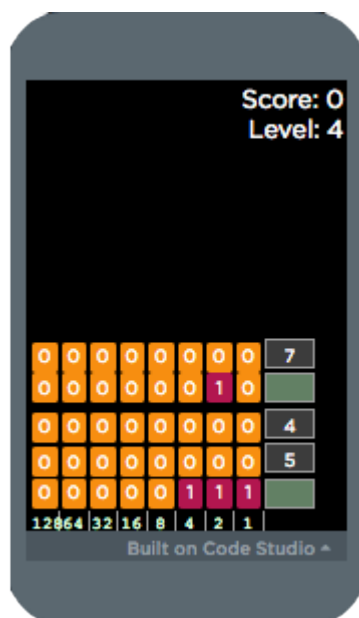 Score: 0
Level: 4
0 0 0 0 0 0 0 0 7
0 0 0 0 0 0 1 0
0 0 0 0 0 0 0 0 4
0 0 0 0 0 0 0 0 5
0 0 0 0 0 1 1 1
128 64 32 16 8 4 2 1
Built on Code Studio